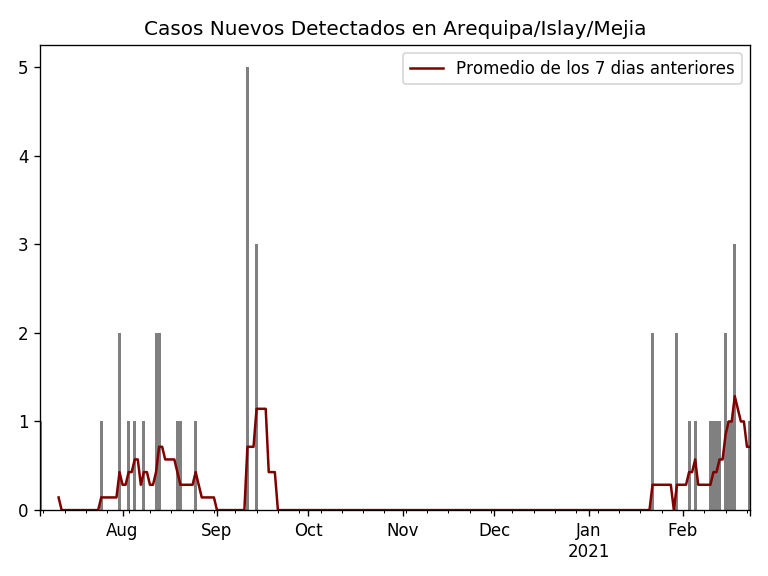 Casos Nuevos Detectados en Arequipa/Islay/Mejia
Promedio de los 7 dias anteriores
5
4
3
2
1
0
Aug Sep Oct Nov Dec Jan Feb
2021